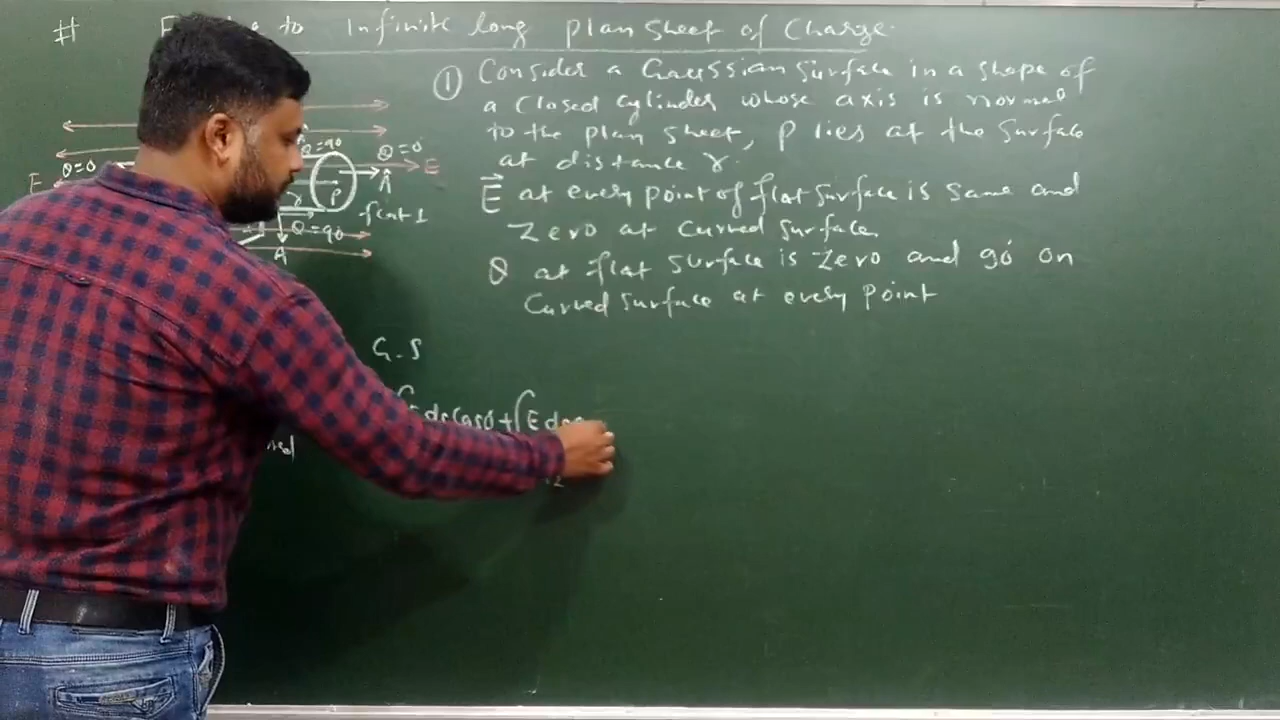 # to Infinite long plan sheet of Charge.
① Consider a Gaussian Surface in a shape of
a Closed cylinder whose axis is normal
to the plan sheet, P lies at the Surface
at distance r.
E⃗ at every point of flat surface is same and
Zero at Curved Surface.
θ at flat Surface is Zero and 90° on
Curved Surface at every point
θ=0
θ=90
θ=0
E
E
Â
P
r
flat 1
θ=90
A
G.S
∫E ds Cos0 + ∫E ds